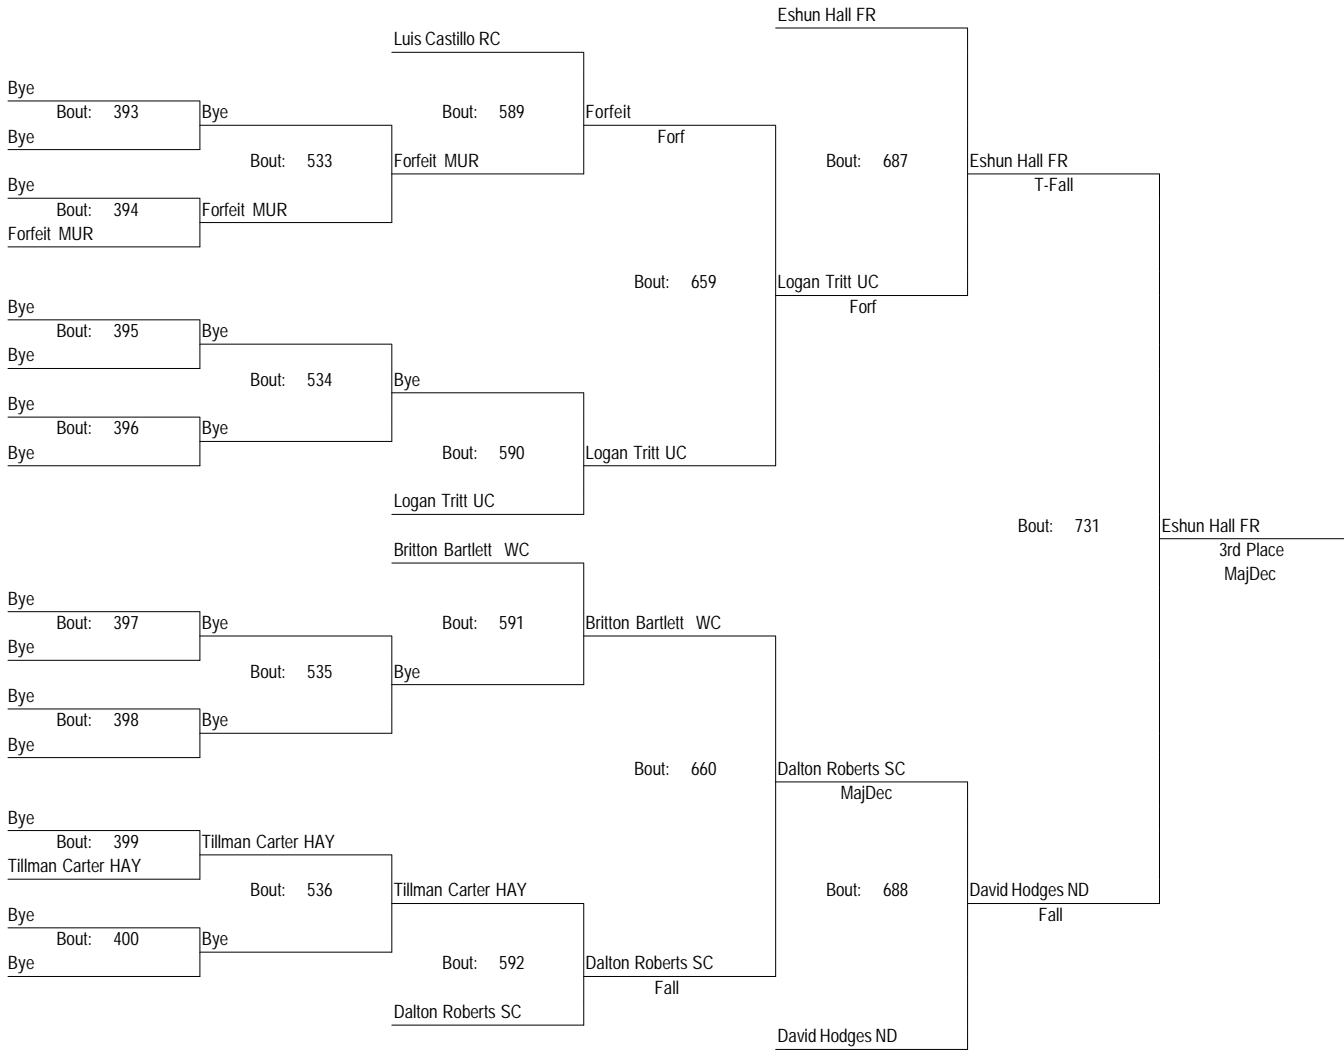 Eshun Hall FR
Luis Castillo RC
Bye
Bout: 393 Bye Bout: 589 Forfeit
Bye Forf
Bout: 533 Forfeit MUR Bout: 687 Eshun Hall FR
Bye T-Fall
Bout: 394 Forfeit MUR
Forfeit MUR
Bout: 659 Logan Tritt UC
Bye Forf
Bout: 395 Bye
Bye
Bout: 534 Bye
Bye
Bout: 396 Bye
Bye Bout: 590 Logan Tritt UC
Logan Tritt UC
Bout: 731 Eshun Hall FR
Britton Bartlett WC 3rd Place
MajDec
Bye
Bout: 397 Bye Bout: 591 Britton Bartlett WC
Bye
Bout: 535 Bye
Bye
Bout: 398 Bye
Bye
Bout: 660 Dalton Roberts SC
MajDec
Bye
Bout: 399 Tillman Carter HAY
Tillman Carter HAY
Bout: 536 Tillman Carter HAY Bout: 688 David Hodges ND
Bye Fall
Bout: 400 Bye
Bye Bout: 592 Dalton Roberts SC
Fall
Dalton Roberts SC
David Hodges ND